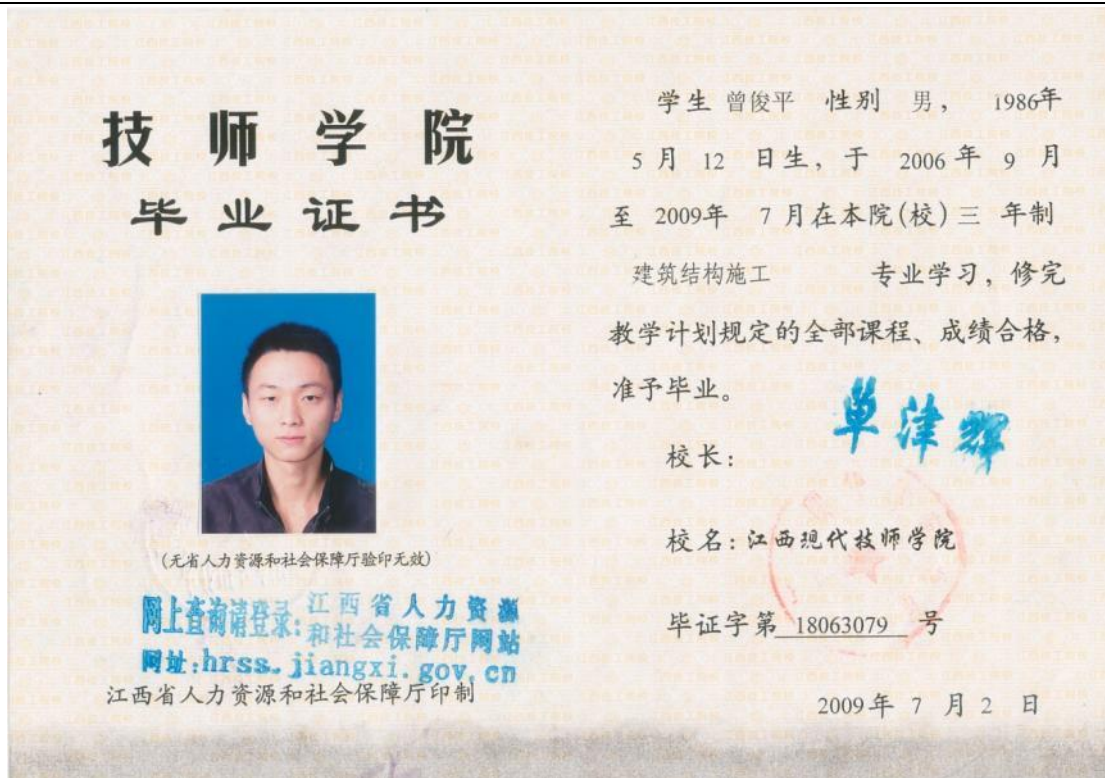 技师学院
毕业证书
(无省人力资源和社会保障厅验印无效)
网上查询请登录:江西省人力资源
和社会保障厅网站
网址:hrss.jiangxi.gov.cn
江西省人力资源和社会保障厅印制
学生 曾俊平 性别 男, 1986年
5 月 12 日生, 于 2006 年 9 月
至 2009年 7 月在本院(校)三 年制
建筑结构施工 专业学习, 修完
教学计划规定的全部课程、成绩合格,
准予毕业。
单津辉
校长:
校名:江西现代技师学院
毕证字第 18063079 号
2009 年 7 月 2 日